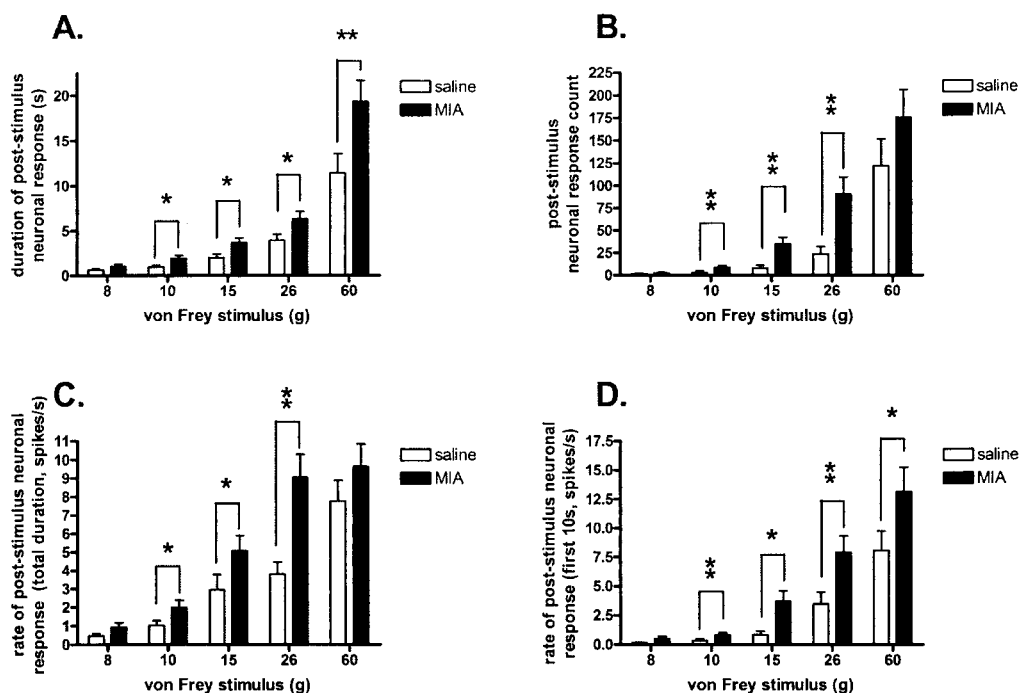 A.
**
duration of post-stimulus
neuronal response (s)
20
15
10
5
0
*
*
*
saline
MIA
8 10 15 26 60
von Frey stimulus (g)
B.
post-stimulus
neuronal response count
225
200
175
150
125
100
75
50
25
0
**
**
**
saline
MIA
8 10 15 26 60
von Frey stimulus (g)
C.
rate of post-stimulus neuronal
response (total duration, spikes/s)
11
10
9
8
7
6
5
4
3
2
1
0
*
*
**
saline
MIA
8 10 15 26 60
von Frey stimulus (g)
D.
rate of post-stimulus neuronal
response (first 10s, spikes/s)
17.5
15.0
12.5
10.0
7.5
5.0
2.5
0.0
**
*
**
*
saline
MIA
8 10 15 26 60
von Frey stimulus (g)